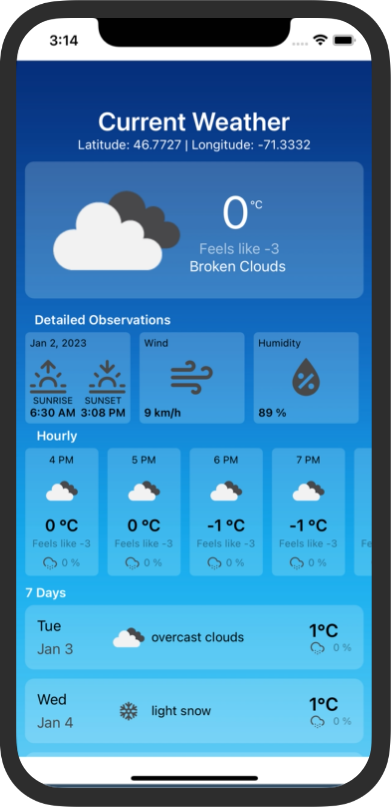 3:14
Current Weather
Latitude: 46.7727 | Longitude: -71.3332
0°C
Feels like -3
Broken Clouds
Detailed Observations
Jan 2, 2023
SUNRISE SUNSET
6:30 AM 3:08 PM
Wind
9 km/h
Humidity
89 %
Hourly
4 PM 5 PM 6 PM 7 PM
0 ºC 0 ºC -1 ºC -1 ºC
Feels like -3 Feels like -3 Feels like -3 Feels like -3 Fe
0 % 0 % 0 % 0 %
7 Days
Tue
Jan 3
overcast clouds
1°C
0 %
Wed
Jan 4
light snow
1°C
0 %